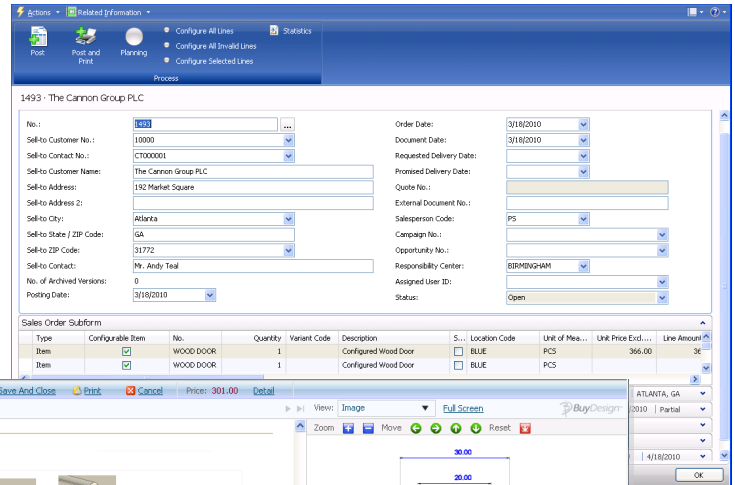 Actions Related Information
Post Post and Print Planning Configure All Lines Statistics
Configure All Invalid Lines
Configure Selected Lines
Process
1493 · The Cannon Group PLC
No.: 1493 ... Order Date: 3/18/2010
Sell-to Customer No.: 10000 Document Date: 3/18/2010
Sell-to Contact No.: CT000001 Requested Delivery Date:
Sell-to Customer Name: The Cannon Group PLC Promised Delivery Date:
Sell-to Address: 192 Market Square Quote No.:
Sell-to Address 2: External Document No.:
Sell-to City: Atlanta Salesperson Code: PS
Sell-to State / ZIP Code: GA Campaign No.:
Sell-to ZIP Code: 31772 Opportunity No.:
Sell-to Contact: Mr. Andy Teal Responsibility Center: BIRMINGHAM
No. of Archived Versions: 0 Assigned User ID:
Posting Date: 3/18/2010 Status: Open
Sales Order Subform
Type Configurable Item No. Quantity Variant Code Description S... Location Code Unit of Mea... Unit Price Excl.... Line Amount
Item WOOD DOOR 1 Configured Wood Door BLUE PCS 366.00 36
Item WOOD DOOR 1 Configured Wood Door BLUE PCS
Save And Close Print Cancel Price: 301.00 Detail ATLANTA, GA
View: Image Full Screen BuyDesign /2010 Partial
Zoom Move Reset
30.00
4/18/2010
20.00 OK